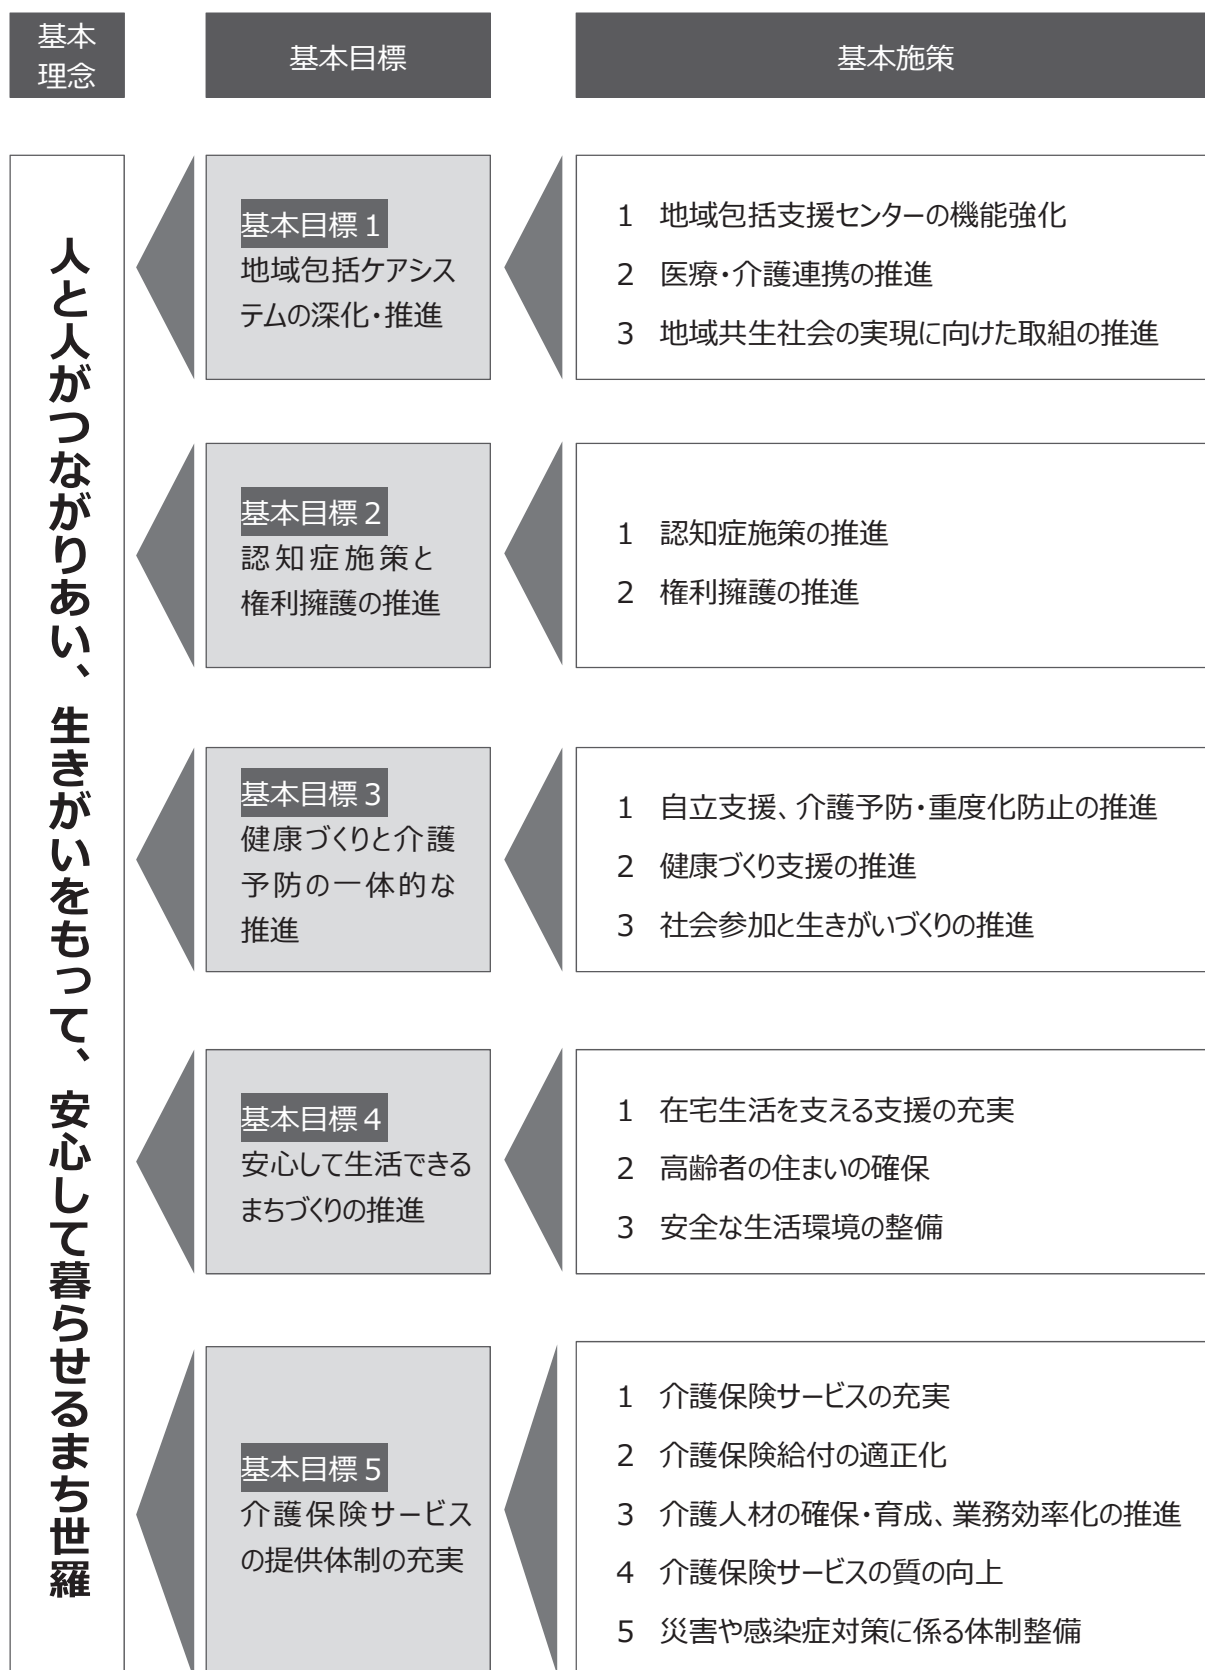 基本
理念
基本目標
基本施策
人と人がつながりあい、生きがいをもって、安心して暮らせるまち世羅
基本目標1
地域包括ケアシス
テムの深化・推進
1 地域包括支援センターの機能強化
2 医療・介護連携の推進
3 地域共生社会の実現に向けた取組の推進
基本目標2
認知症施策と
権利擁護の推進
1 認知症施策の推進
2 権利擁護の推進
基本目標3
健康づくりと介護
予防の一体的な
推進
1 自立支援、介護予防・重度化防止の推進
2 健康づくり支援の推進
3 社会参加と生きがいづくりの推進
基本目標4
安心して生活できる
まちづくりの推進
1 在宅生活を支える支援の充実
2 高齢者の住まいの確保
3 安全な生活環境の整備
基本目標5
介護保険サービス
の提供体制の充実
1 介護保険サービスの充実
2 介護保険給付の適正化
3 介護人材の確保・育成、業務効率化の推進
4 介護保険サービスの質の向上
5 災害や感染症対策に係る体制整備